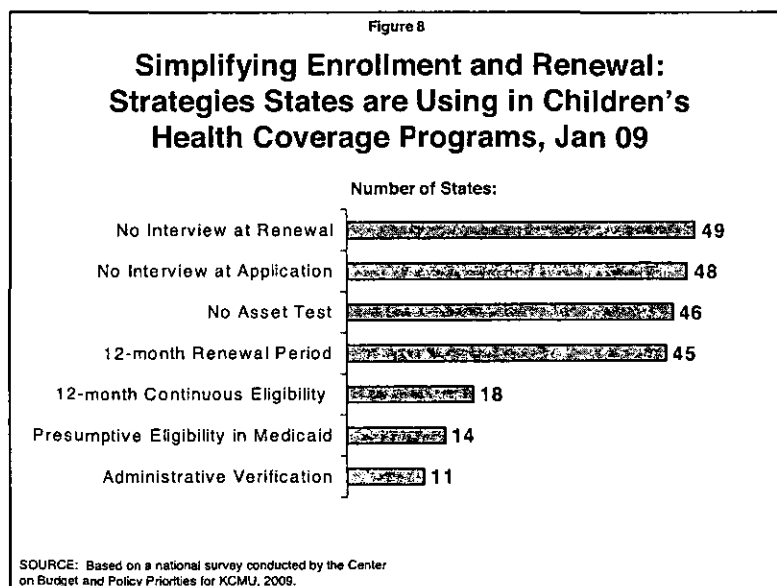 Figure 8
Simplifying Enrollment and Renewal:
Strategies States are Using in Children's
Health Coverage Programs, Jan 09
Number of States:
No Interview at Renewal 49
No Interview at Application 48
No Asset Test 46
12-month Renewal Period 45
12-month Continuous Eligibility 18
Presumptive Eligibility in Medicaid 14
Administrative Verification 11
SOURCE: Based on a national survey conducted by the Center
on Budget and Policy Priorities for KCMU, 2009.